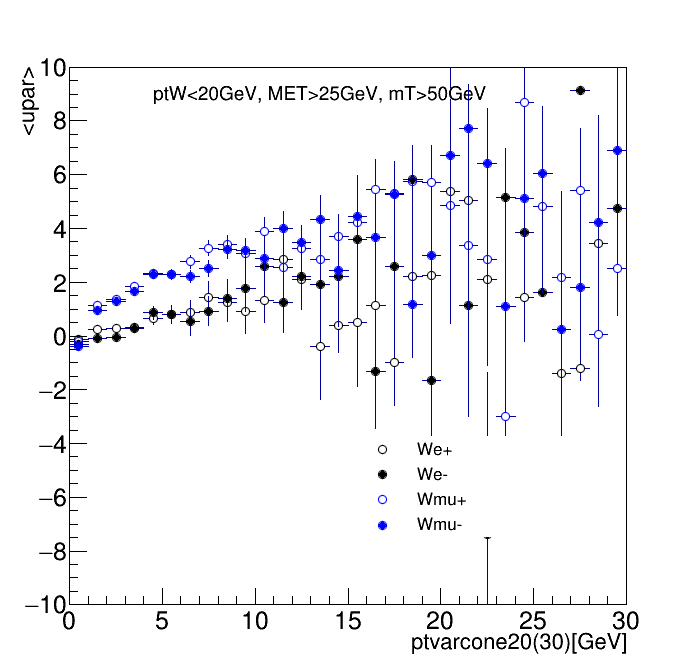 ptW<20GeV, MET>25GeV, mT>50GeV
<upar>
10
8
6
4
2
0
−2
−4
−6
−8
−10
We+
We-
Wmu+
Wmu-
0 5 10 15 20 25 30
ptvarcone20(30)[GeV]